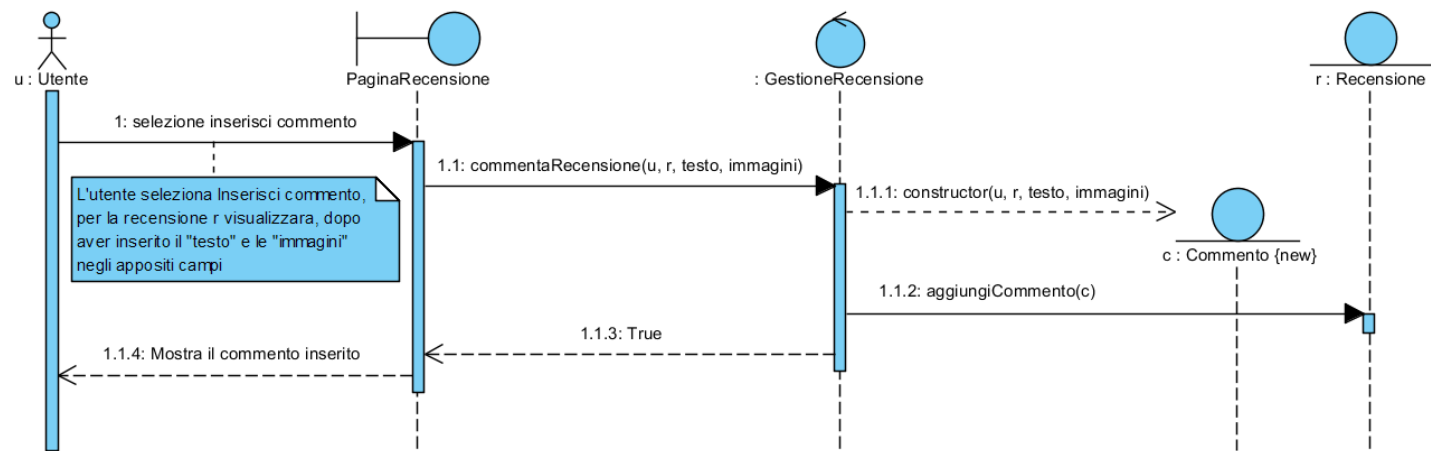 u : Utente
PaginaRecensione
: GestioneRecensione
r : Recensione
1: selezione inserisci commento
1.1: commentaRecensione(u, r, testo, immagini)
L'utente seleziona Inserisci commento,
per la recensione r visualizzara, dopo
aver inserito il "testo" e le "immagini"
negli appositi campi
1.1.1: constructor(u, r, testo, immagini)
c : Commento {new}
1.1.2: aggiungiCommento(c)
1.1.3: True
1.1.4: Mostra il commento inserito